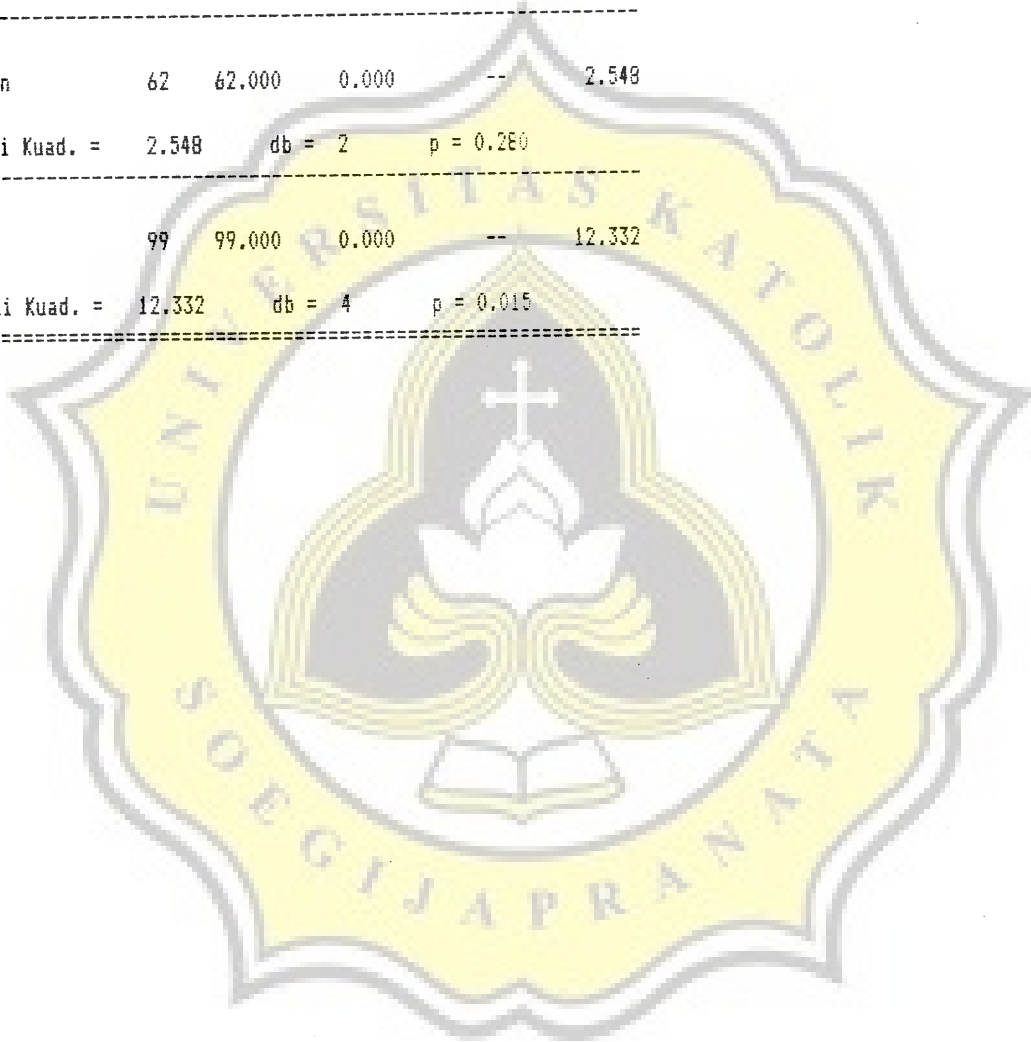 ----------------------------------------------------------------
n 62 62.000 0.000 -- 2.548
i Kuad. = 2.548 db = 2 p = 0.280
----------------------------------------------------------------
99 99.000 0.000 -- 12.332
i Kuad. = 12.332 db = 4 p = 0.015
================================================================
UNIVERSITAS KATOLIK
SOEGIJAPRANATA